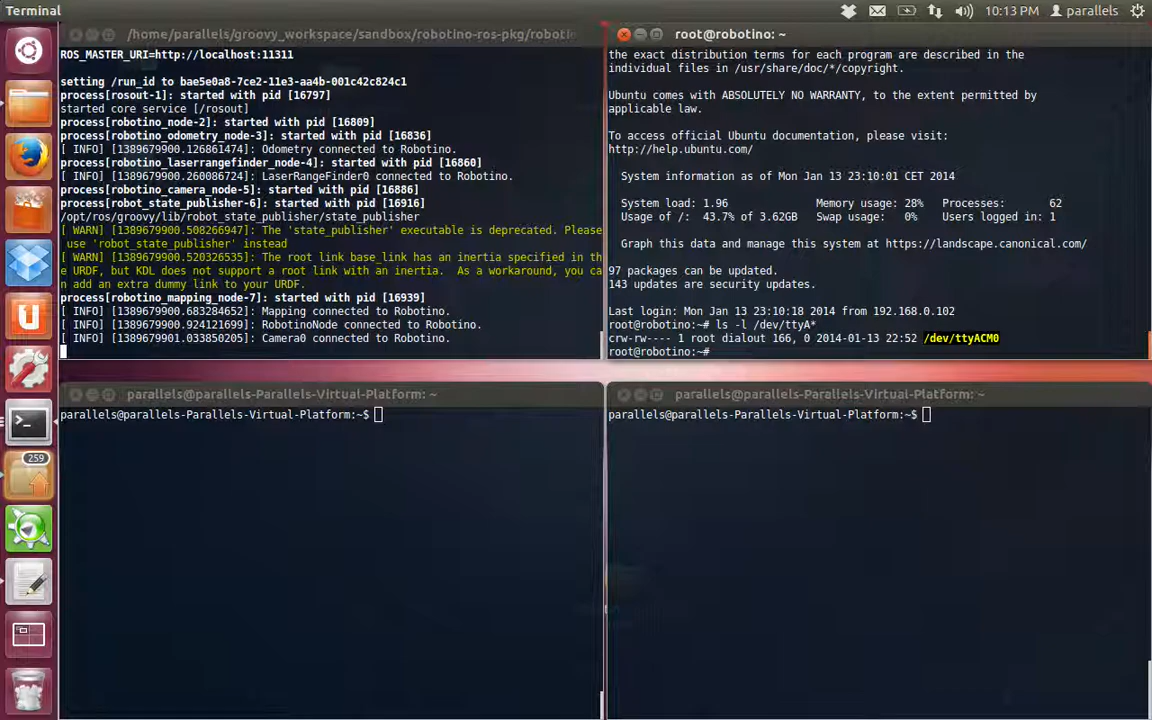 Terminal
10:13 PM
parallels
/home/parallels/groovy_workspace/sandbox/robotino-ros-pkg/roboti
ROS_MASTER_URI=http://localhost:11311
setting /run_id to bae5e0a8-7ce2-11e3-aa4b-001c42c824c1
process[rosout-1]: started with pid [16797]
started core service [/rosout]
process[robotino_node-2]: started with pid [16809]
process[robotino_odometry_node-3]: started with pid [16836]
[ INFO] [1389679900.126861474]: Odometry connected to Robotino.
process[robotino_laserrangefinder_node-4]: started with pid [16860]
[ INFO] [1389679900.260086724]: LaserRangeFinder0 connected to Robotino.
process[robotino_camera_node-5]: started with pid [16886]
process[robot_state_publisher-6]: started with pid [16916]
/opt/ros/groovy/lib/robot_state_publisher/state_publisher
[ WARN] [1389679900.508266947]: The 'state_publisher' executable is deprecated. Please
use 'robot_state_publisher' instead
[ WARN] [1389679900.520326535]: The root link base_link has an inertia specified in th
e URDF, but KDL does not support a root link with an inertia.  As a workaround, you ca
n add an extra dummy link to your URDF.
process[robotino_mapping_node-7]: started with pid [16939]
[ INFO] [1389679900.683284652]: Mapping connected to Robotino.
[ INFO] [1389679900.924121699]: RobotinoNode connected to Robotino.
[ INFO] [1389679901.033850205]: Camera0 connected to Robotino.
root@robotino: ~
the exact distribution terms for each program are described in the
individual files in /usr/share/doc/*/copyright.
Ubuntu comes with ABSOLUTELY NO WARRANTY, to the extent permitted by
applicable law.
To access official Ubuntu documentation, please visit:
http://help.ubuntu.com/
System information as of Mon Jan 13 23:10:01 CET 2014
System load: 1.96 Memory usage: 28% Processes: 62
Usage of /: 43.7% of 3.62GB Swap usage: 0% Users logged in: 1
Graph this data and manage this system at https://landscape.canonical.com/
97 packages can be updated.
143 updates are security updates.
Last login: Mon Jan 13 23:10:18 2014 from 192.168.0.102
root@robotino:~# ls -l /dev/ttyA*
crw-rw---- 1 root dialout 166, 0 2014-01-13 22:52 /dev/ttyACM0
root@robotino:~#
parallels@parallels-Parallels-Virtual-Platform: ~
parallels@parallels-Parallels-Virtual-Platform:~$
parallels@parallels-Parallels-Virtual-Platform: ~
parallels@parallels-Parallels-Virtual-Platform:~$
259